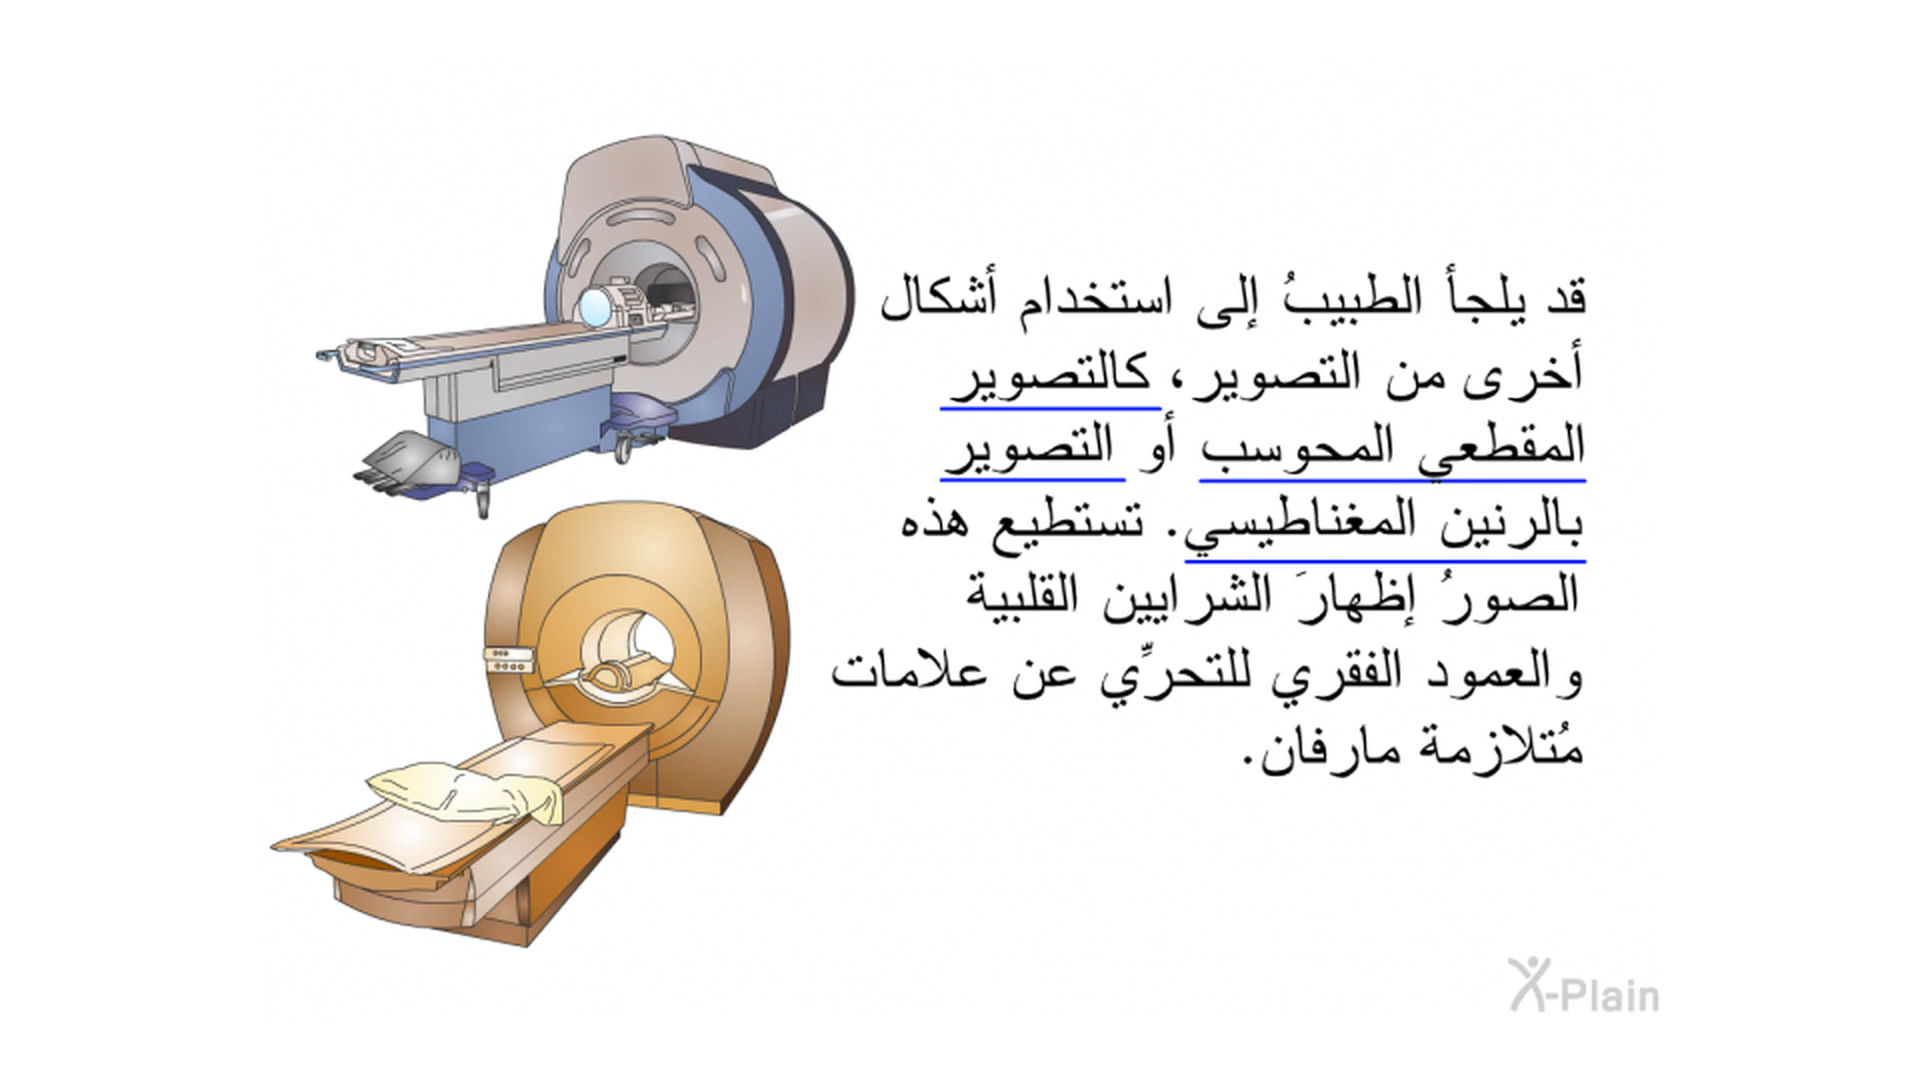 قد يلجأ الطبيبُ إلى استخدام أشكال
أخرى من التصوير، كالتصوير
المقطعي المحوسب أو التصوير
بالرنين المغناطيسي. تستطيع هذه
الصورُ إظهارَ الشرايين القلبية
والعمود الفقري للتحرِّي عن علامات
مُتلازمة مارفان.
X-Plain